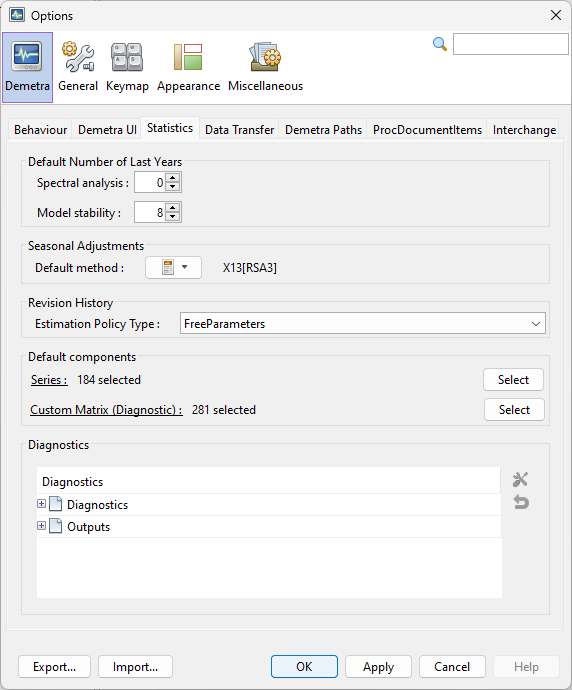 Options
Demetra General Keymap Appearance Miscellaneous
Behaviour Demetra UI Statistics Data Transfer Demetra Paths ProcDocumentItems Interchange
Default Number of Last Years
Spectral analysis : 0
Model stability : 8
Seasonal Adjustments
Default method : X13[RSA3]
Revision History
Estimation Policy Type : FreeParameters
Default components
Series : 184 selected Select
Custom Matrix (Diagnostic) : 281 selected Select
Diagnostics
Diagnostics
Diagnostics
Outputs
Export... Import... OK Apply Cancel Help